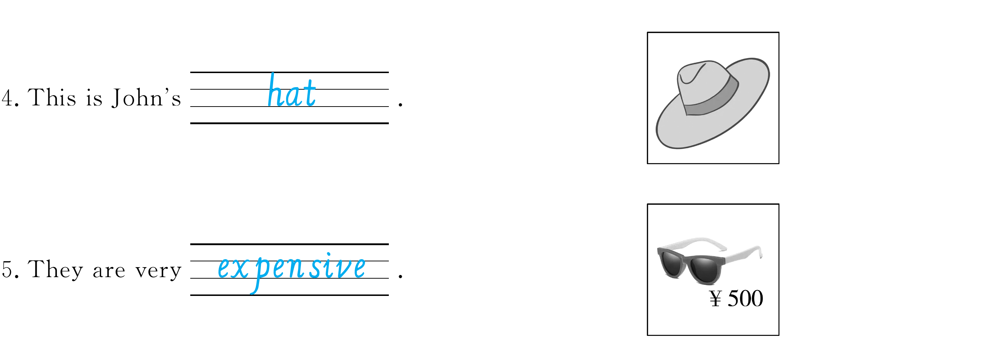 4. This is John's hat .
5. They are very expensive .
¥ 500